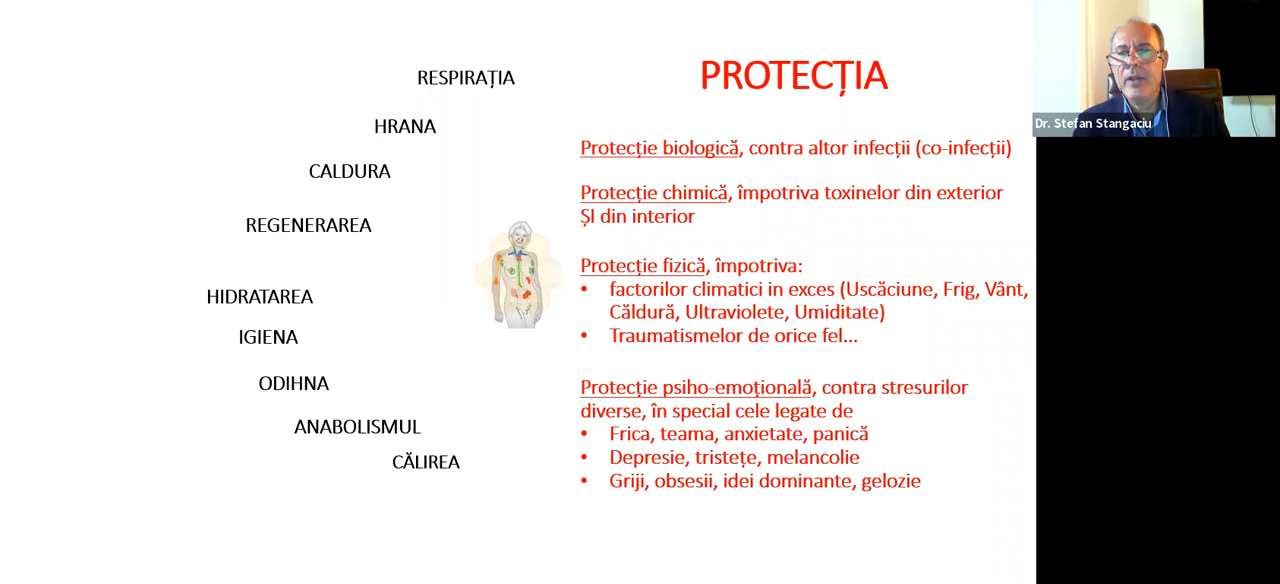 RESPIRAȚIA
HRANA
CALDURA
REGENERAREA
HIDRATAREA
IGIENA
ODIHNA
ANABOLISMUL
CĂLIREA
PROTECȚIA
Protecție biologică, contra altor infecții (co-infecții)
Protecție chimică, împotriva toxinelor din exterior
ȘI din interior
Protecție fizică, împotriva:
• factorilor climatici in exces (Uscăciune, Frig, Vânt,
Căldură, Ultraviolete, Umiditate)
• Traumatismelor de orice fel...
Protecție psiho-emoțională, contra stresurilor
diverse, în special cele legate de
• Frica, teama, anxietate, panică
• Depresie, tristețe, melancolie
• Griji, obsesii, idei dominante, gelozie
Dr. Stefan Stangaciu